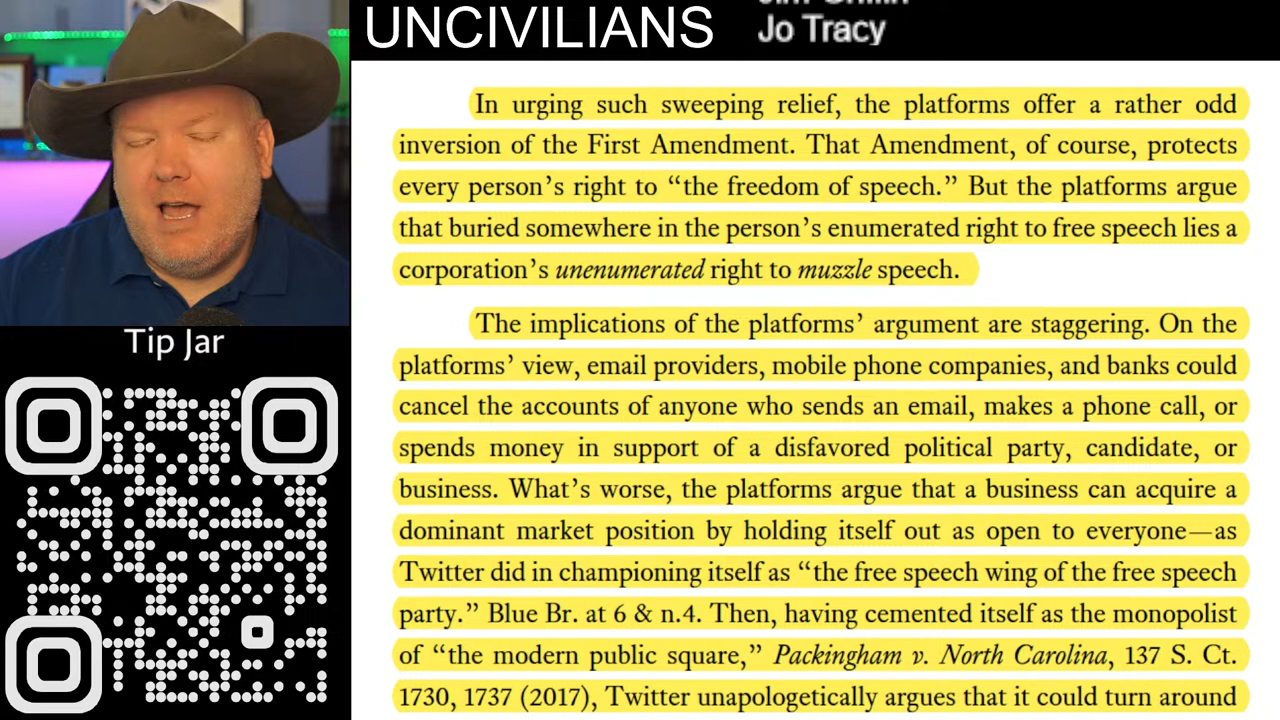 UNCIVILIANS
Jo Tracy
In urging such sweeping relief, the platforms offer a rather odd
inversion of the First Amendment. That Amendment, of course, protects
every person’s right to “the freedom of speech.” But the platforms argue
that buried somewhere in the person’s enumerated right to free speech lies a
corporation’s unenumerated right to muzzle speech.
The implications of the platforms’ argument are staggering. On the
platforms’ view, email providers, mobile phone companies, and banks could
cancel the accounts of anyone who sends an email, makes a phone call, or
spends money in support of a disfavored political party, candidate, or
business. What’s worse, the platforms argue that a business can acquire a
dominant market position by holding itself out as open to everyone—as
Twitter did in championing itself as “the free speech wing of the free speech
party.” Blue Br. at 6 & n.4. Then, having cemented itself as the monopolist
of “the modern public square,” Packingham v. North Carolina, 137 S. Ct.
1730, 1737 (2017), Twitter unapologetically argues that it could turn around
Tip Jar